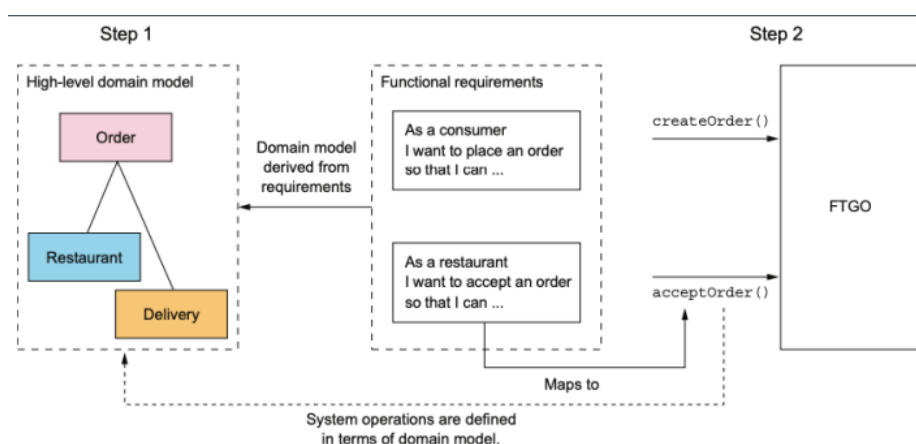 Step 1
Step 2
High-level domain model
Order
Restaurant
Delivery
Domain model
derived from
requirements
Functional requirements
As a consumer
I want to place an order
so that I can ...
As a restaurant
I want to accept an order
so that I can ...
createOrder()
acceptOrder()
FTGO
Maps to
System operations are defined
in terms of domain model.